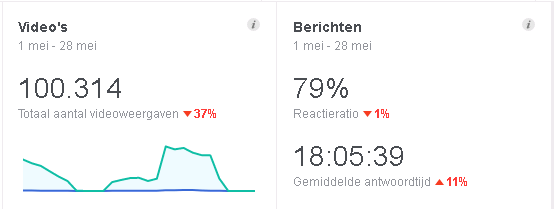 Video's
1 mei - 28 mei
100.314
Totaal aantal videoweergaven ▼37%
Berichten
1 mei - 28 mei
79%
Reactieratio ▼1%
18:05:39
Gemiddelde antwoordtijd ▲11%